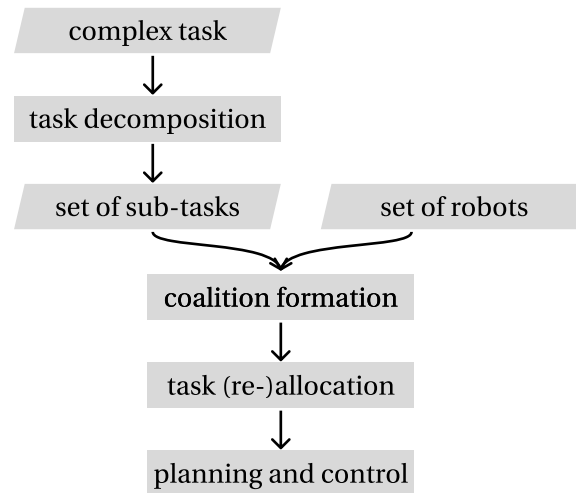 complex task
task decomposition
set of sub-tasks
set of robots
coalition formation
task (re-)allocation
planning and control